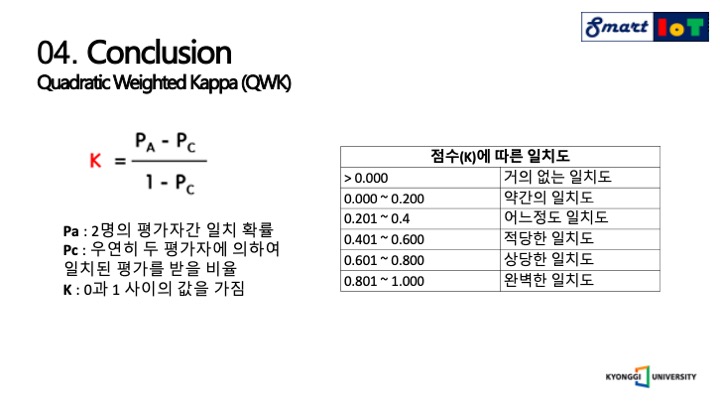 Smart IoT
04. Conclusion
Quadratic Weighted Kappa (QWK)
K = P_A - P_C
1 - P_C
Pa : 2명의 평가자간 일치 확률
Pc : 우연히 두 평가자에 의하여
일치된 평가를 받을 비율
K : 0과 1 사이의 값을 가짐
점수(K)에 따른 일치도
> 0.000 거의 없는 일치도
0.000 ~ 0.200 약간의 일치도
0.201 ~ 0.4 어느정도 일치도
0.401 ~ 0.600 적당한 일치도
0.601 ~ 0.800 상당한 일치도
0.801 ~ 1.000 완벽한 일치도
KYONGGI UNIVERSITY